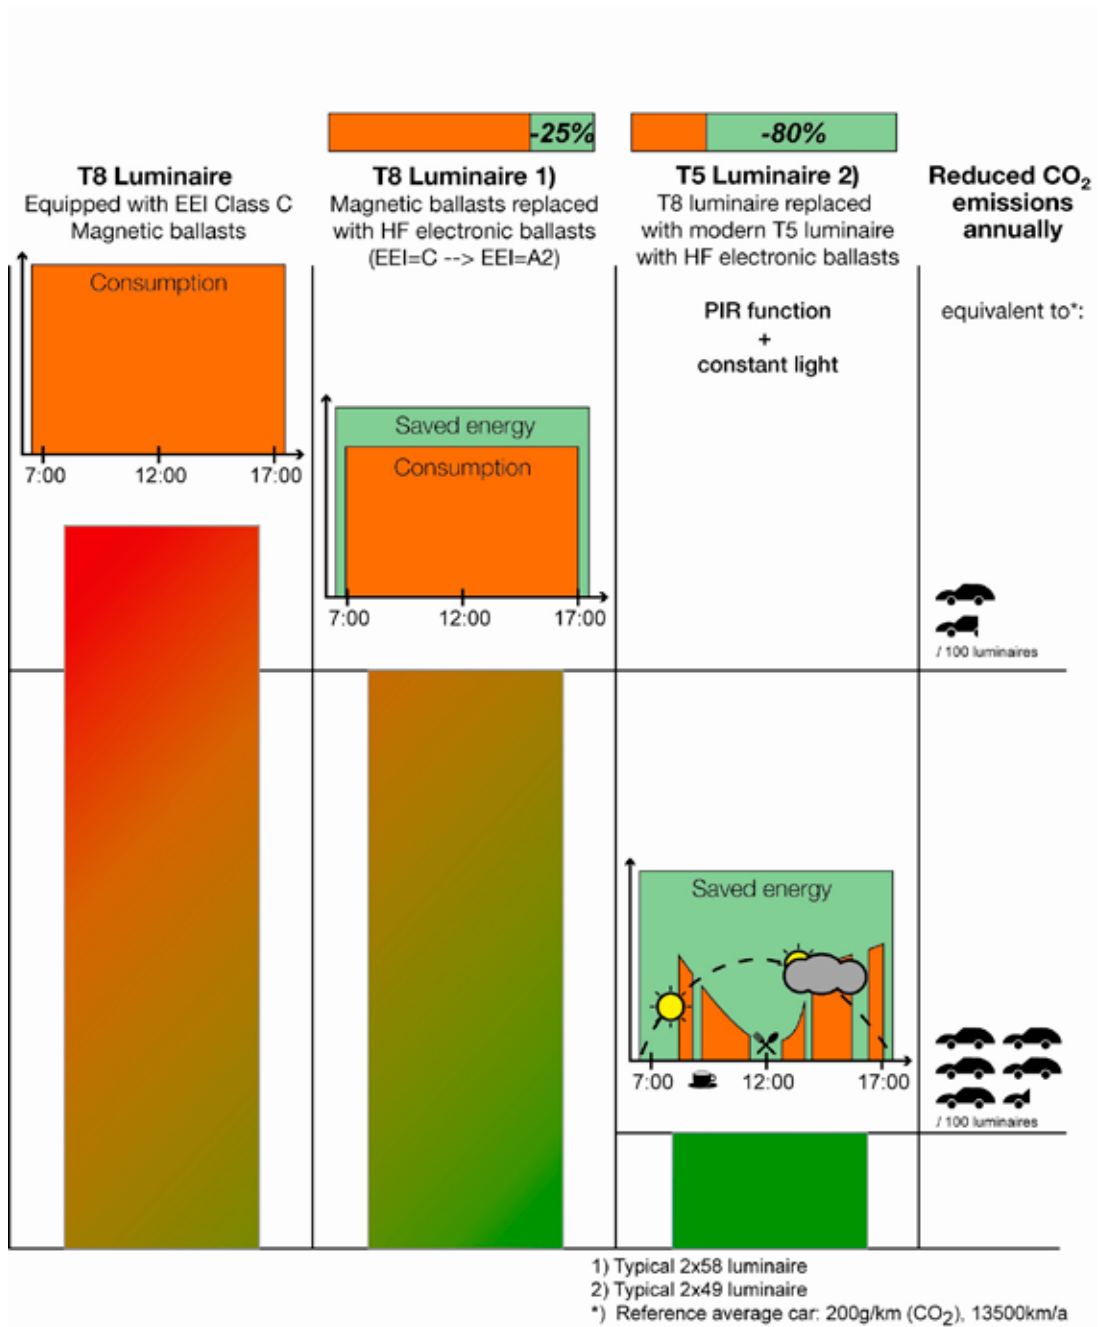 -25%
-80%
T8 Luminaire
Equipped with EEI Class C
Magnetic ballasts
T8 Luminaire 1)
Magnetic ballasts replaced
with HF electronic ballasts
(EEI=C --> EEI=A2)
T5 Luminaire 2)
T8 luminaire replaced
with modern T5 luminaire
with HF electronic ballasts
PIR function
+
constant light
Reduced CO2
emissions
annually
equivalent to*:
Consumption
7:00 12:00 17:00
Saved energy
Consumption
7:00 12:00 17:00
/ 100 luminaires
Saved energy
7:00 12:00 17:00
/ 100 luminaires
1) Typical 2x58 luminaire
2) Typical 2x49 luminaire
*) Reference average car: 200g/km (CO2), 13500km/a